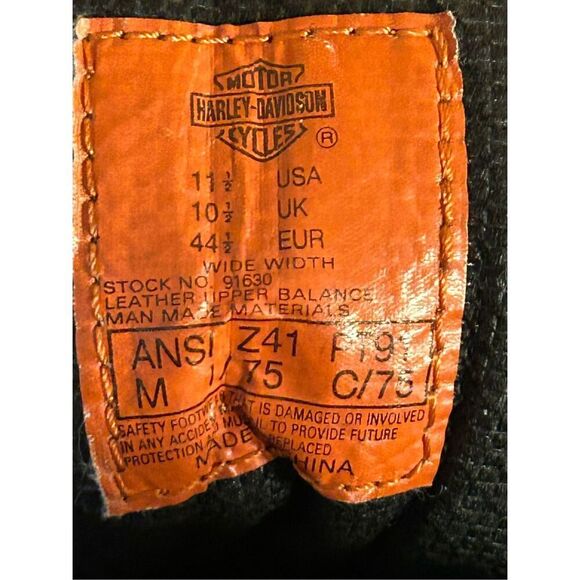 MOTOR
HARLEY-DAVIDSON
CYCLES
®
11½ USA
10½ UK
44½ EUR
WIDE WIDTH
STOCK NO. 91630
LEATHER UPPER BALANCE
MAN MADE MATERIALS
ANSI Z41 PT91
M I/75 C/75
SAFETY FOOTWEAR THAT IS DAMAGED OR INVOLVED
IN ANY ACCIDENT MUST
TO PROVIDE FUTURE
PROTECTION REPLACED
MADE CHINA